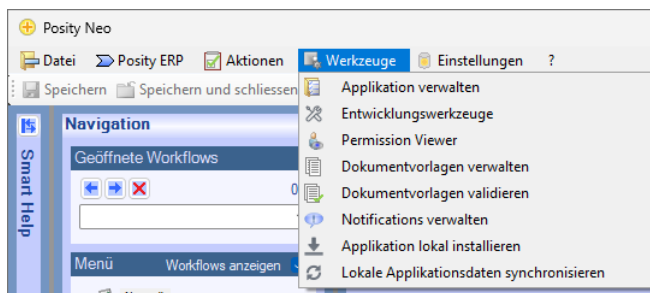 Posity Neo
Datei Posity ERP Aktionen Werkzeuge Einstellungen ?
Speichern Speichern und schliessen
Applikation verwalten
Entwicklungswerkzeuge
Permission Viewer
Dokumentvorlagen verwalten
Dokumentvorlagen validieren
Notifications verwalten
Applikation lokal installieren
Lokale Applikationsdaten synchronisieren
Smart Help
Navigation
Geöffnete Workflows
0
Menü Workflows anzeigen